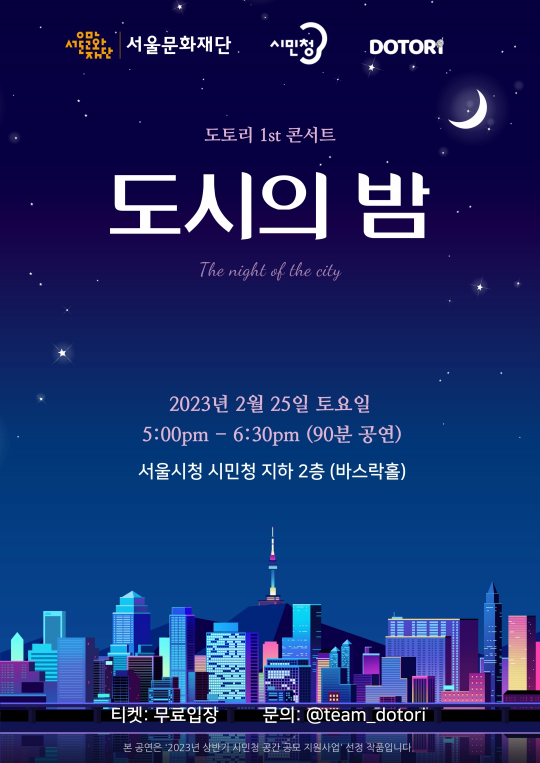 서울문화재단 시민청 DOTORi
도토리 1st 콘서트
도시의 밤
The night of the city
2023년 2월 25일 토요일
5:00pm - 6:30pm (90분 공연)
서울시청 시민청 지하 2층 (바스락홀)
티켓: 무료입장 문의: @team_dotori
본 공연은 '2023년 상반기 시민청 공간 공모 지원사업' 선정 작품입니다.